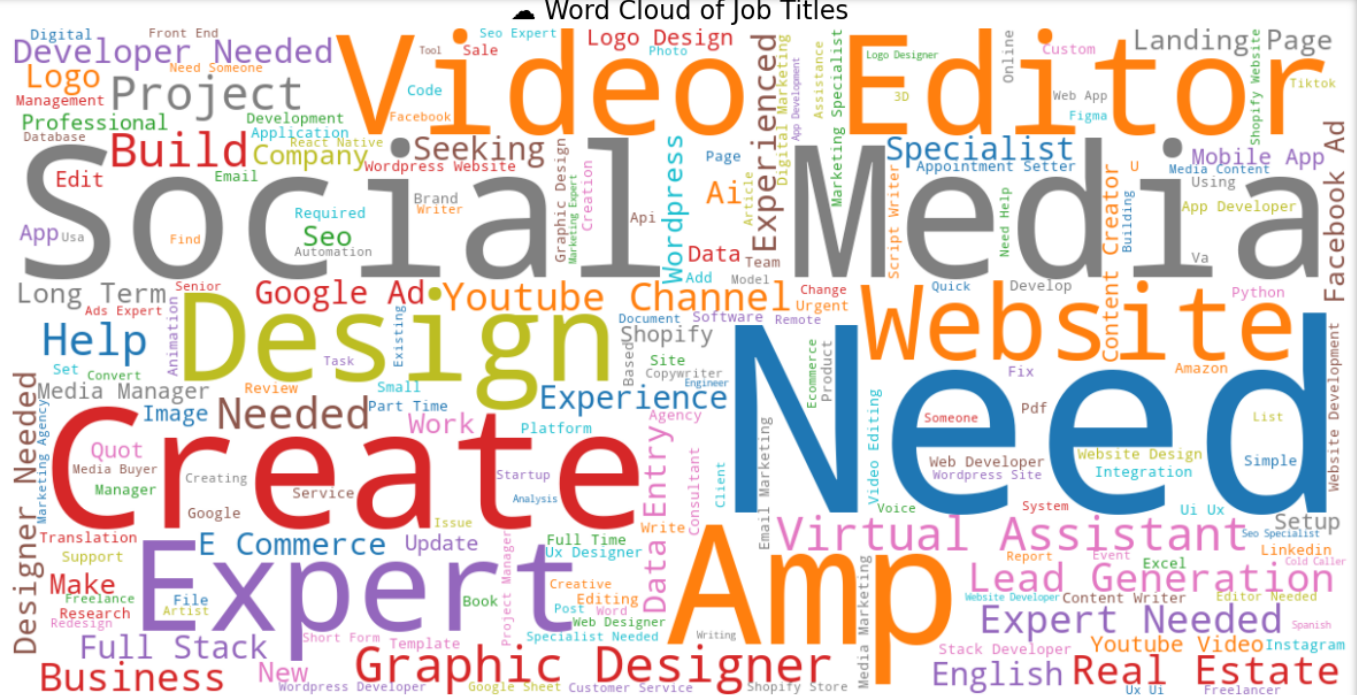 ☁ Word Cloud of Job Titles
Digital
Front End
Seo Expert
Logo Design
Developer Needed
Video
Editor
Landing Page
Tool
Sale
Photo
Need Someone
Logo
Project
Code
Facebook
Management
Professional
Development
Database
Application
React Native
Experienced
Digital Marketing
App Development
Assistance
Marketing Specialist
Logo Designer
3D
Online
Custom
Web App
Figma
Shopify Website
Tiktok
Build
Company
Seeking
Wordpress Website
Email
Edit
Social
Media
Specialist
Appointment Setter
U
Mobile App
Media Content
Using
App Developer
Facebook Ad
Page
Ai
Article
Wordpress
Graphic Design
Marketing Expert
Creation
Brand
Writer
Required
Seo
Automation
Api
App
Usa
Find
Data
Team
Script Writer
Need Help
Content Creator
Building
Va
Add
Model
Long Term
Senior
Ads Expert
Google Ad
Youtube Channel
Change
Urgent
Quick
Develop
Python
Website
Document
Software
Remote
Help
Animation
Design
Existing
Shopify
Task
Set
Convert
Based
Site
Copywriter
Engineer
Ecommerce
Product
Need
Fix
Amazon
Media Manager
Review
Small
Part Time
Experience
Image
Needed
Work
Agency
Platform
Designer Needed
Marketing Agency
Create
Quot
Media Buyer
Manager
Creating
Service
Google
Startup
Analysis
Data Entry
Consultant
Client
Email Marketing
Video Editing
Someone
Pdf
List
Website Development
Web Developer
Wordpress Site
Website Design
Integration
Simple
Voice
System
Ui Ux
Setup
Translation
Support
E Commerce
Update
Issue
Full Time
Ux Designer
Write
Virtual Assistant
Seo Specialist
Linkedin
Report
Event
Excel
Cold Caller
Make
Freelance
Research
Redesign
File
Artist
Expert
Project Manager
Book
Creative
Editing
Post
Word
Web Designer
Specialist Needed
Amp
Writing
Media Marketing
Lead Generation
Website Developer
Content Writer
Editor Needed
Expert Needed
Spanish
Full Stack
Short Form
Template
Stack Developer
Youtube Video
Instagram
Business
New
Graphic Designer
English
Real Estate
Wordpress Developer
Google Sheet
Customer Service
Shopify Store
Ux Ui
Freelancer